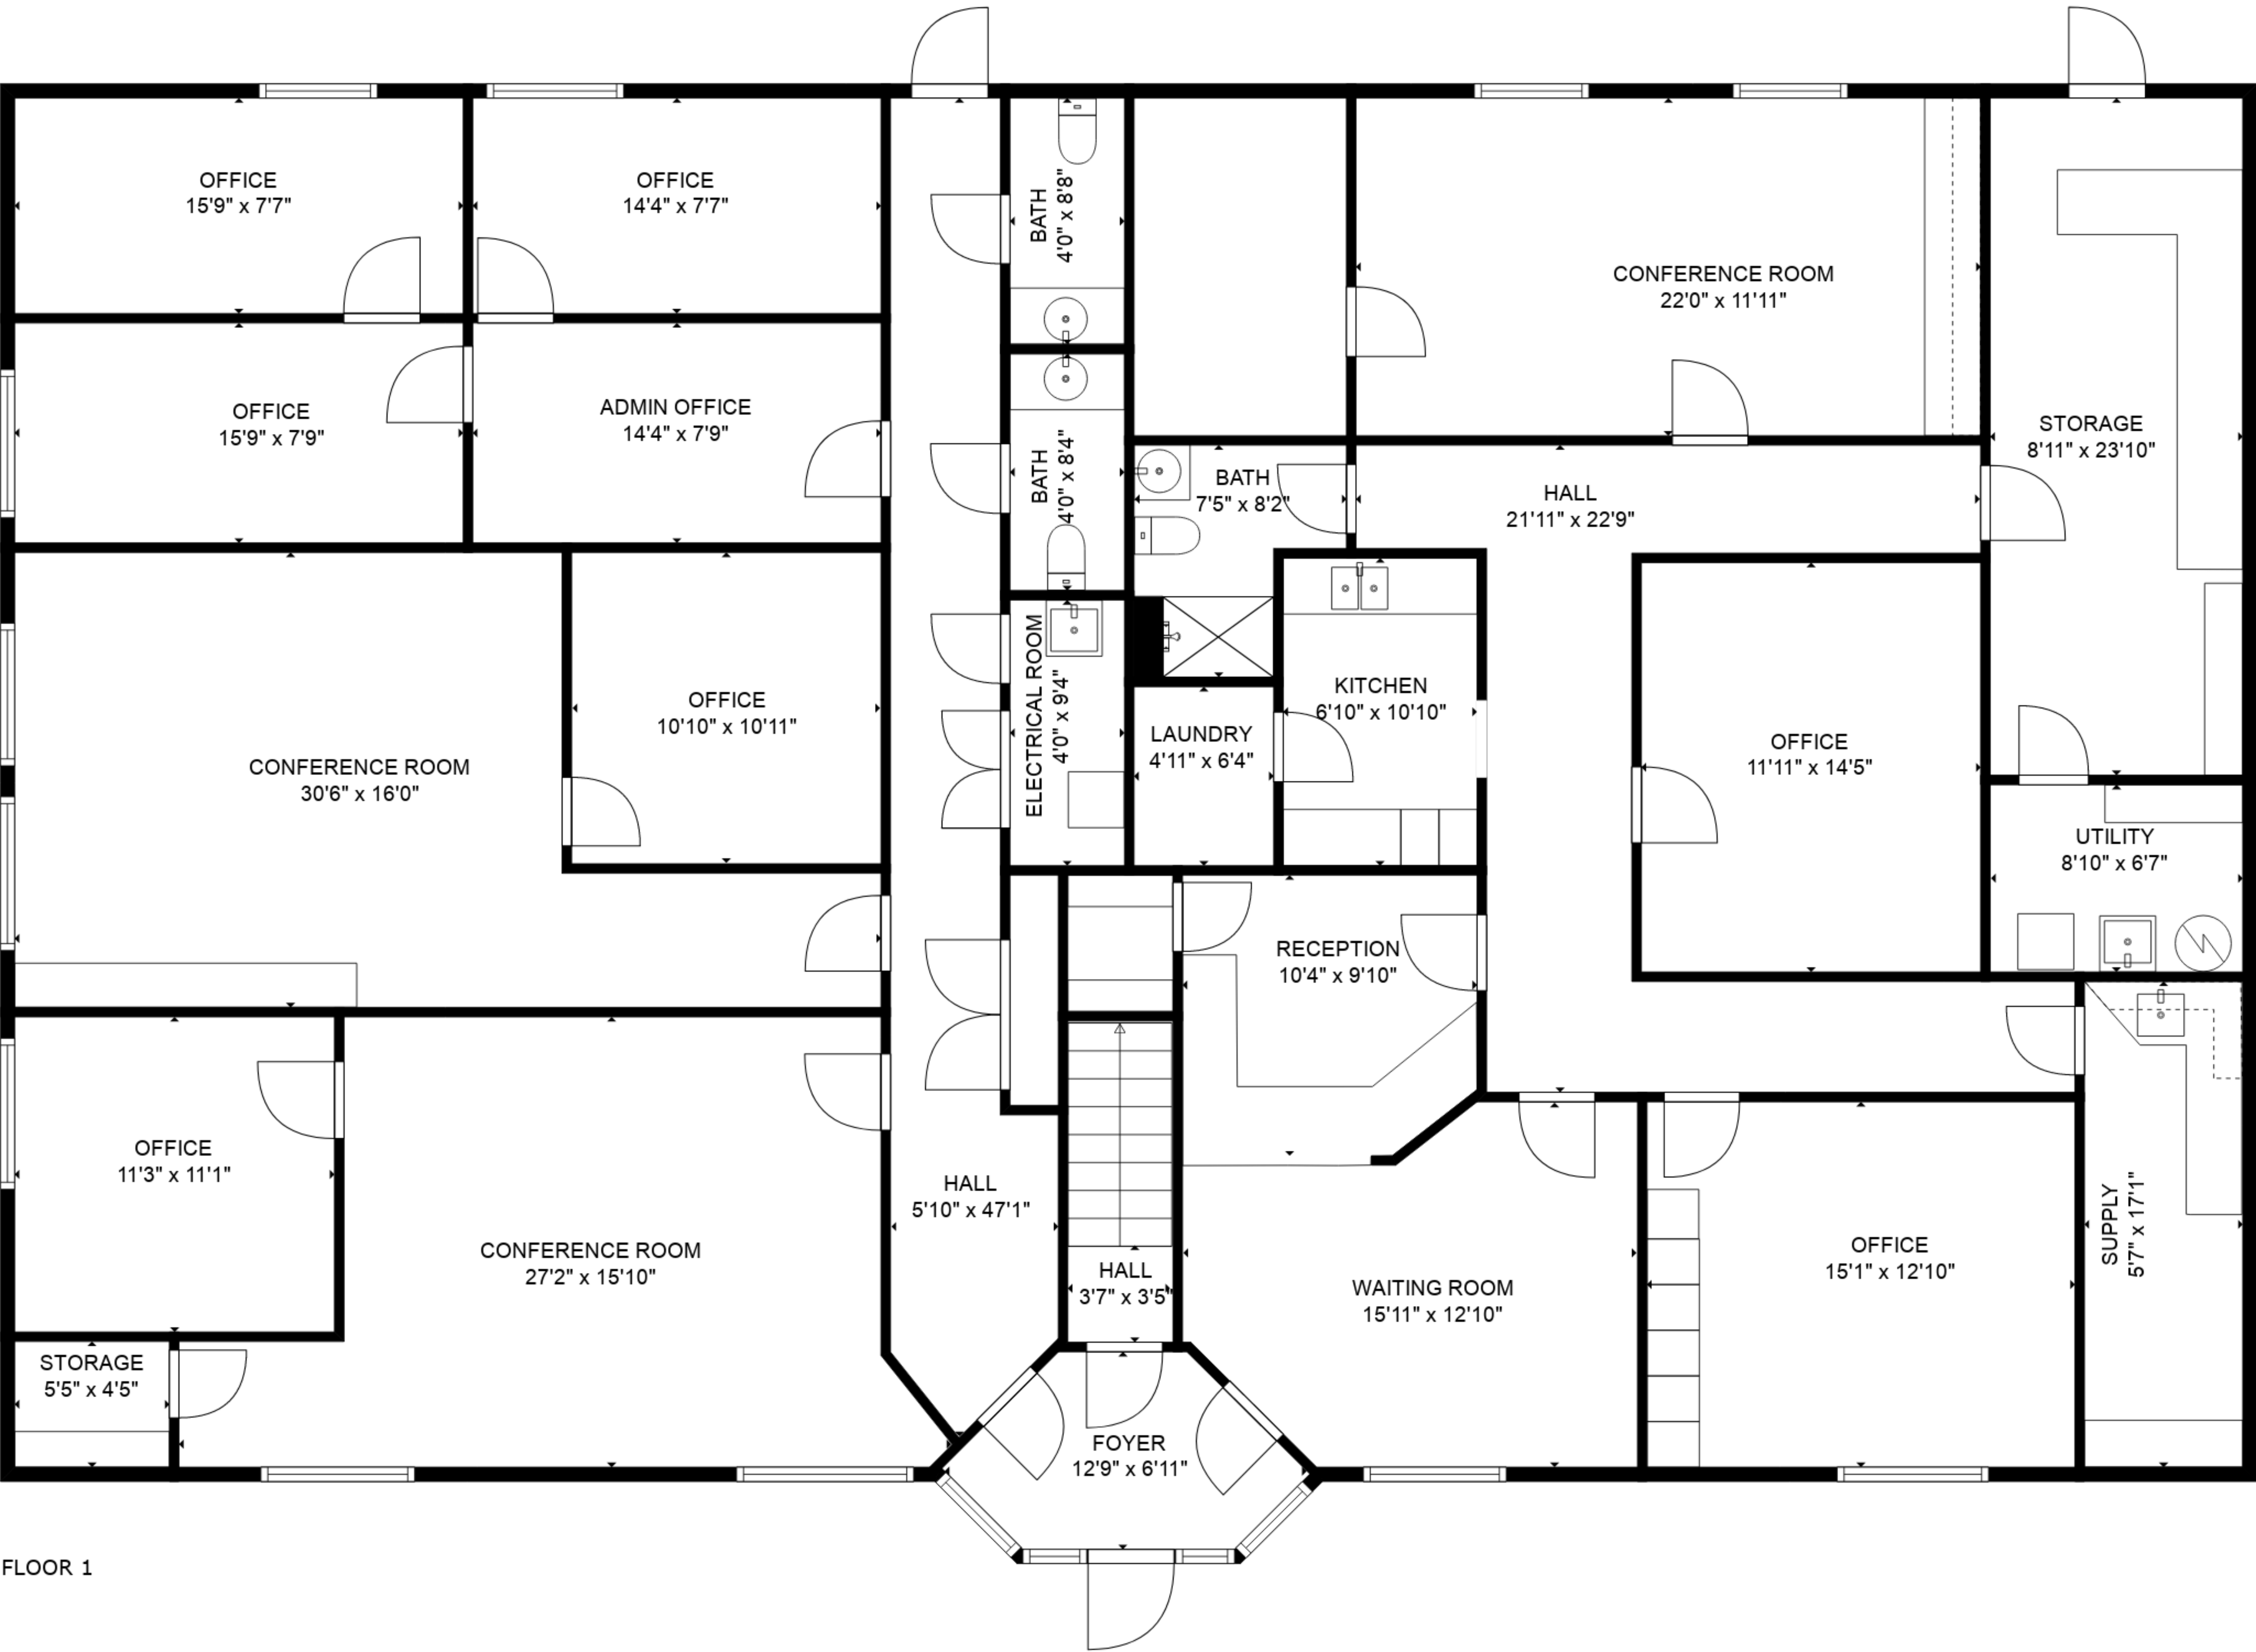 OFFICE
15'9" x 7'7"
OFFICE
14'4" x 7'7"
BATH
4'0" x 8'8"
CONFERENCE ROOM
22'0" x 11'11"
OFFICE
15'9" x 7'9"
ADMIN OFFICE
14'4" x 7'9"
BATH
4'0" x 8'4"
BATH
7'5" x 8'2"
HALL
21'11" x 22'9"
STORAGE
8'11" x 23'10"
CONFERENCE ROOM
30'6" x 16'0"
OFFICE
10'10" x 10'11"
ELECTRICAL ROOM
4'0" x 9'4"
LAUNDRY
4'11" x 6'4"
KITCHEN
6'10" x 10'10"
OFFICE
11'11" x 14'5"
UTILITY
8'10" x 6'7"
RECEPTION
10'4" x 9'10"
OFFICE
11'3" x 11'1"
CONFERENCE ROOM
27'2" x 15'10"
HALL
5'10" x 47'1"
HALL
3'7" x 3'5"
WAITING ROOM
15'11" x 12'10"
OFFICE
15'1" x 12'10"
SUPPLY
5'7" x 17'1"
STORAGE
5'5" x 4'5"
FOYER
12'9" x 6'11"
FLOOR 1